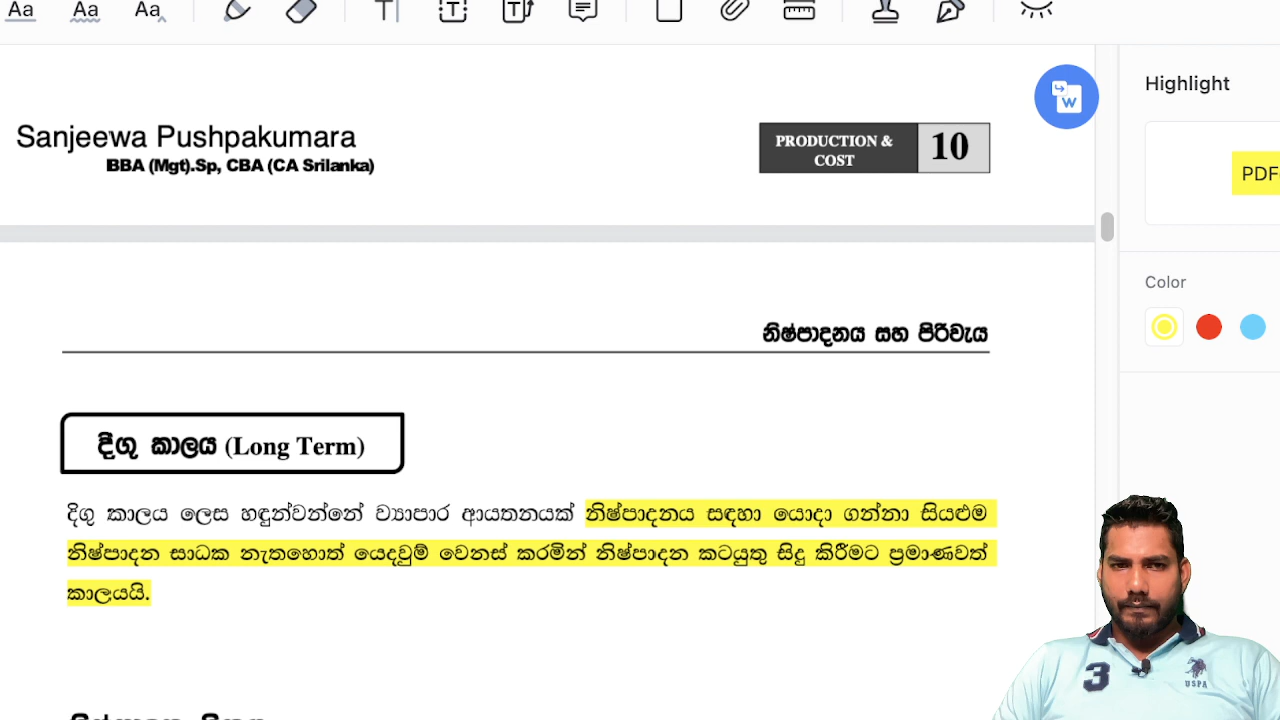 Aa Aa Aa
Sanjeewa Pushpakumara
BBA (Mgt).Sp, CBA (CA Srilanka)
PRODUCTION &
COST
10
W
Highlight
PDF
Color
නිෂ්පාදනය සහ පිරිවැය
දිගු කාලය (Long Term)
දිගු කාලය ලෙස හඳුන්වන්නේ ව්‍යාපාර ආයතනයක් නිෂ්පාදනය සඳහා යොදා ගන්නා සියළුම
නිෂ්පාදන සාධක නැතහොත් යෙදවුම් වෙනස් කරමින් නිෂ්පාදන කටයුතු සිදු කිරීමට ප්‍රමාණවත්
කාලයයි.
3
USPA